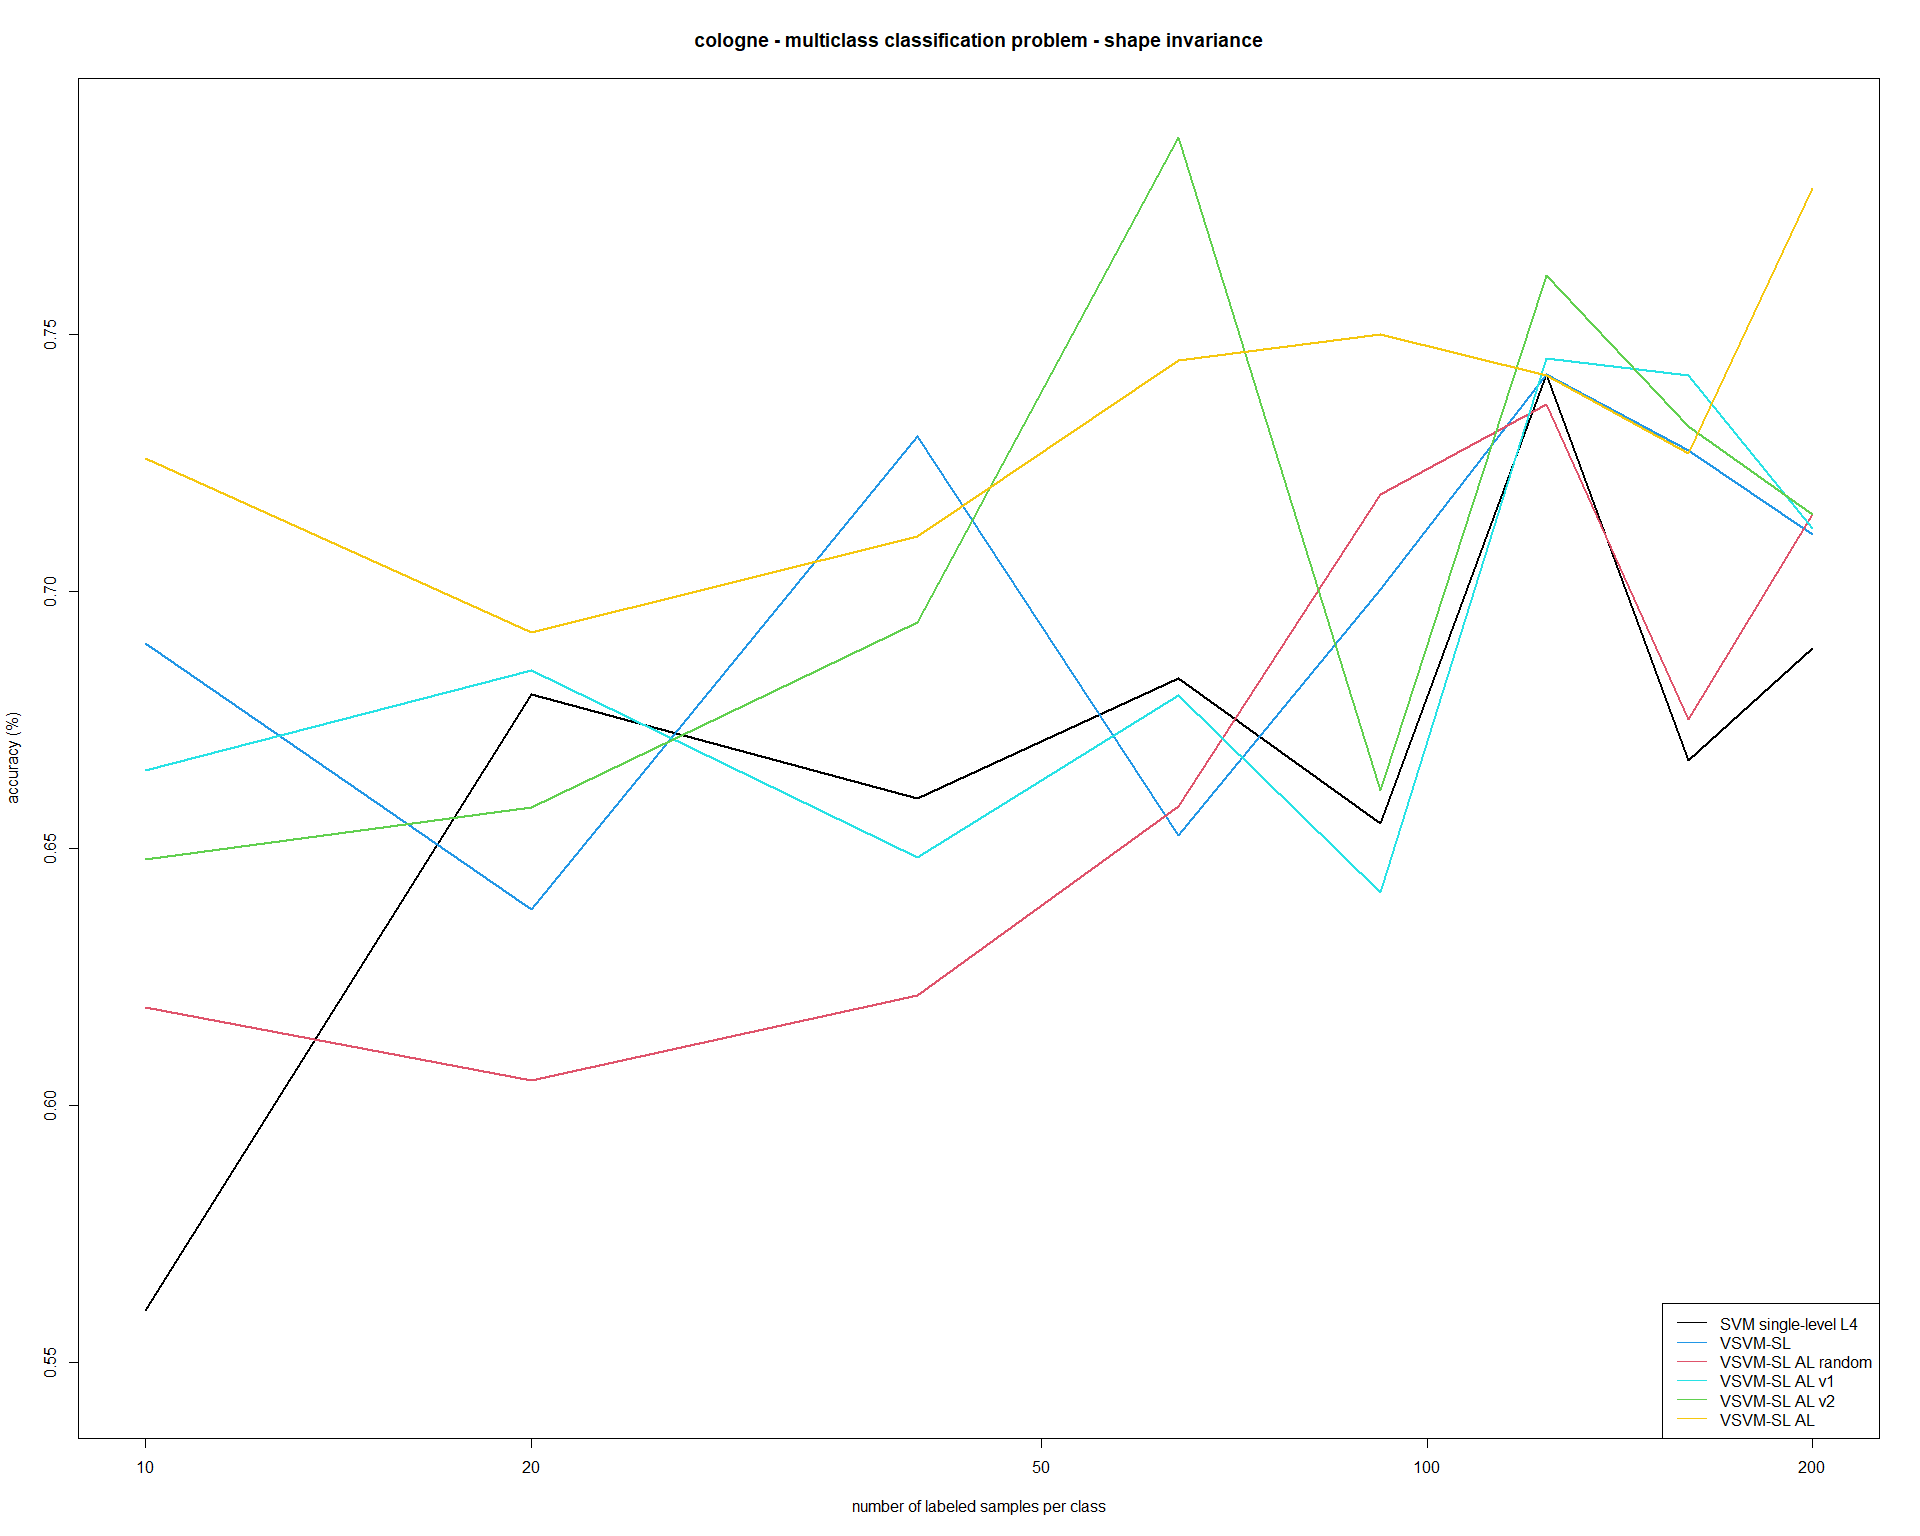 cologne - multiclass classification problem - shape invariance
accuracy (%)
0.75
0.70
0.65
0.60
0.55
10 20 50 100 200
number of labeled samples per class
SVM single-level L4
VSVM-SL
VSVM-SL AL random
VSVM-SL AL v1
VSVM-SL AL v2
VSVM-SL AL